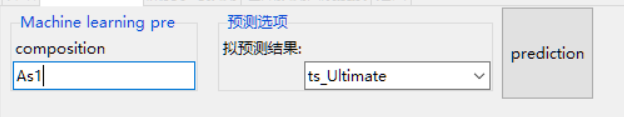 Machine learning pre
composition
As1
预测选项
拟预测结果:
ts_Ultimate
prediction